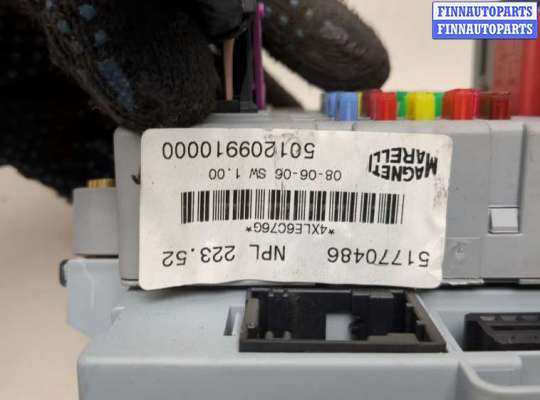 FINNAUTOPARTS
FINNAUTOPARTS
51770486 NPL 223.52
*4XLE6C76G*
08-06-06 SW 1.00
MAGNETI
MARELLI
501209910000